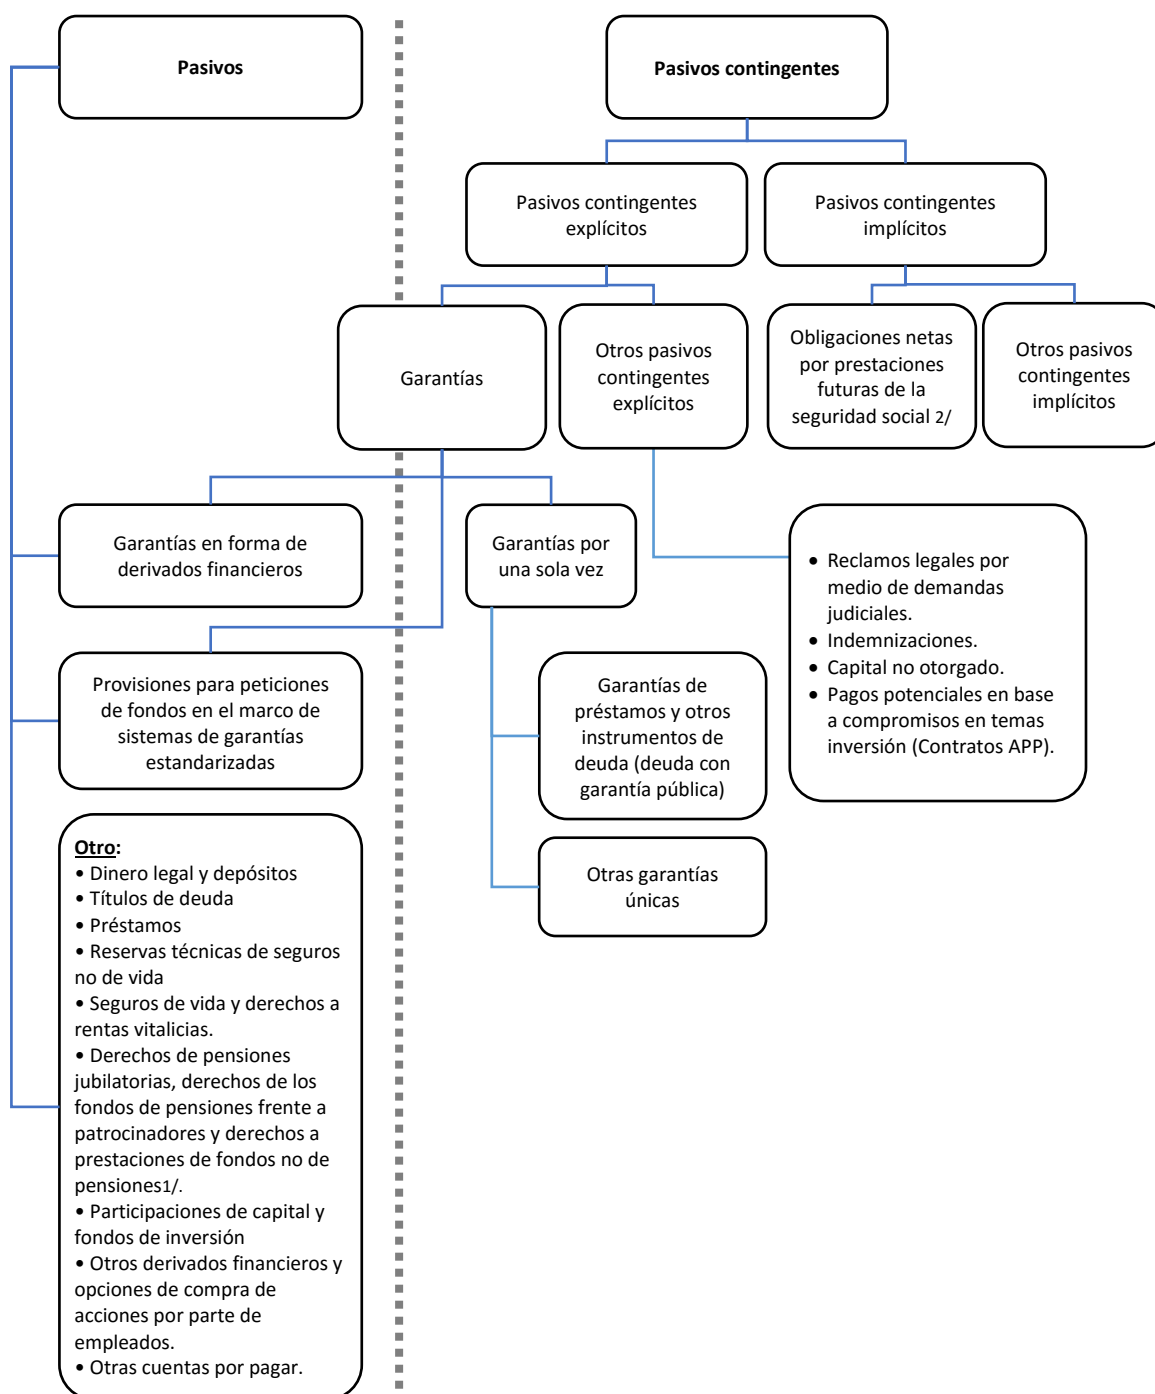 Pasivos
Pasivos contingentes
Pasivos contingentes
explícitos
Pasivos contingentes
implícitos
Garantías
Otros pasivos
contingentes
explícitos
Obligaciones netas
por prestaciones
futuras de la
seguridad social 2/
Otros pasivos
contingentes
implícitos
Garantías en forma de
derivados financieros
Garantías por
una sola vez
• Reclamos legales por
medio de demandas
judiciales.
• Indemnizaciones.
• Capital no otorgado.
• Pagos potenciales en base
a compromisos en temas
inversión (Contratos APP).
Provisiones para peticiones
de fondos en el marco de
sistemas de garantías
estandarizadas
Garantías de
préstamos y otros
instrumentos de
deuda (deuda con
garantía pública)
Otras garantías
únicas
Otro:
• Dinero legal y depósitos
• Títulos de deuda
• Préstamos
• Reservas técnicas de seguros
no de vida
• Seguros de vida y derechos a
rentas vitalicias.
• Derechos de pensiones
jubilatorias, derechos de los
fondos de pensiones frente a
patrocinadores y derechos a
prestaciones de fondos no de
pensiones1/.
• Participaciones de capital y
fondos de inversión
• Otros derivados financieros y
opciones de compra de
acciones por parte de
empleados.
• Otras cuentas por pagar.